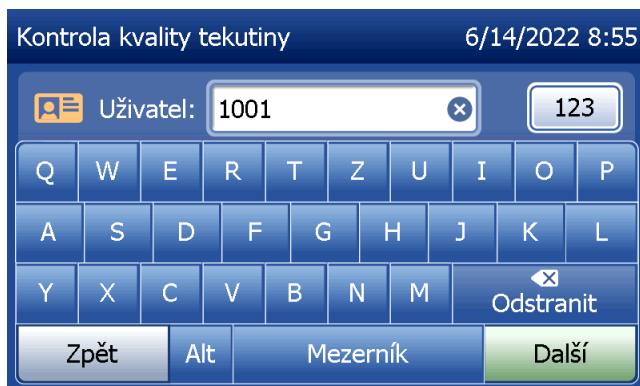 Kontrola kvality tekutiny 6/14/2022 8:55
Uživatel: 1001 123
Q W E R T Z U I O P
A S D F G H J K L
Y X C V B N M Odstranit
Zpět Alt Mezerník Další